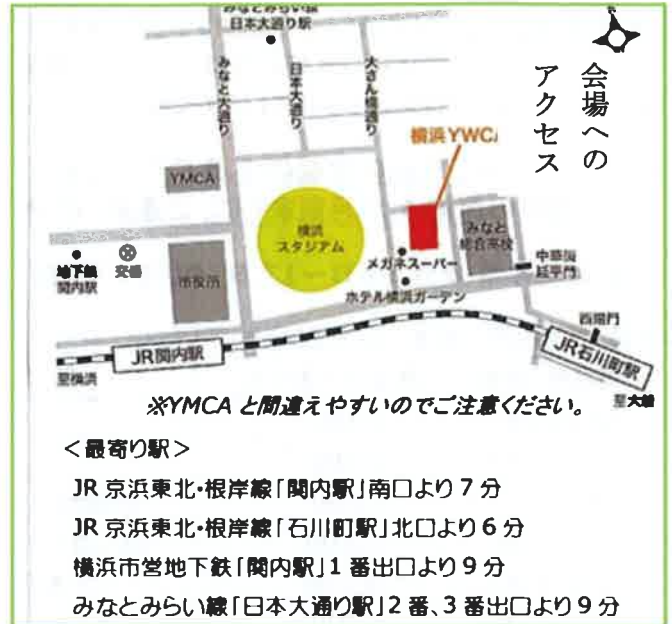 会場への
アクセス
みなとみらい線
日本大通り駅
みなと大通り
日本大通り
大さん橋通り
横浜YWCA
YMCA
横浜
スタジアム
みなと
総合高校
メガネスーパー
ホテル横浜ガーデン
中華街
延平門
地下鉄
関内駅
交番
市役所
西陽門
JR関内駅
JR石川町駅
至横浜
至大船
※YMCAと間違えやすいのでご注意ください。
＜最寄り駅＞
JR京浜東北・根岸線「関内駅」南口より7分
JR京浜東北・根岸線「石川町駅」北口より6分
横浜市営地下鉄「関内駅」1番出口より9分
みなとみらい線「日本大通り駅」2番、3番出口より9分